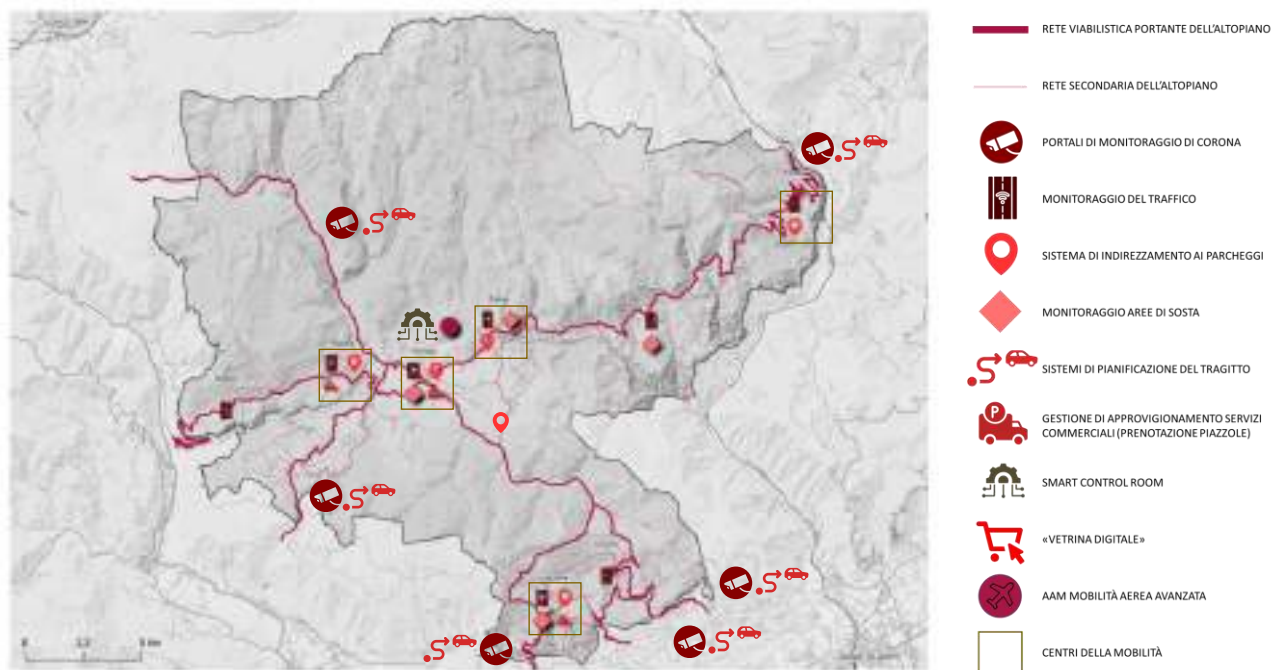 RETE VIABILISTICA PORTANTE DELL'ALTOPIANO
RETE SECONDARIA DELL'ALTOPIANO
PORTALI DI MONITORAGGIO DI CORONA
MONITORAGGIO DEL TRAFFICO
SISTEMA DI INDIREZZAMENTO AI PARCHEGGI
MONITORAGGIO AREE DI SOSTA
SISTEMI DI PIANIFICAZIONE DEL TRAGITTO
P
GESTIONE DI APPROVIGIONAMENTO SERVIZI
COMMERCIALI (PRENOTAZIONE PIAZZOLE)
SMART CONTROL ROOM
«VETRINA DIGITALE»
AAM MOBILITÀ AEREA AVANZATA
CENTRI DELLA MOBILITÀ